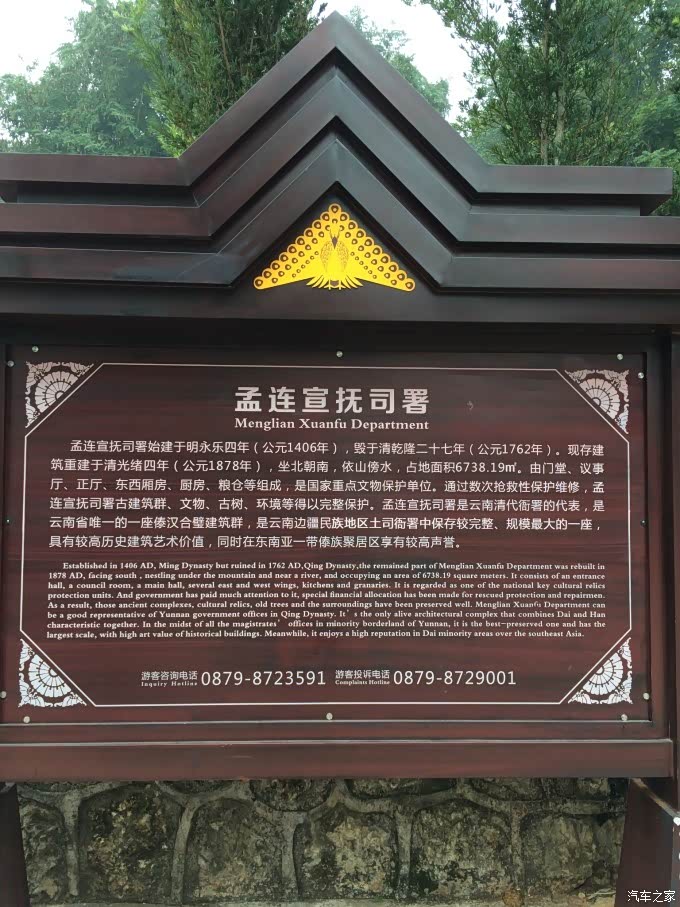 孟连宣抚司署
Menglian Xuanfu Department
孟连宣抚司署始建于明永乐四年（公元1406年），毁于清乾隆二十七年（公元1762年）。现存建
筑重建于清光绪四年（公元1878年），坐北朝南，依山傍水，占地面积6738.19㎡。由门堂、议事
厅、正厅、东西厢房、厨房、粮仓等组成，是国家重点文物保护单位。通过数次抢救性保护维修，孟
连宣抚司署古建筑群、文物、古树、环境等得以完整保护。孟连宣抚司署是云南清代衙署的代表，是
云南省唯一的一座傣汉合璧建筑群，是云南边疆民族地区土司衙署中保存较完整、规模最大的一座，
具有较高历史建筑艺术价值，同时在东南亚一带傣族聚居区享有较高声誉。
Established in 1406 AD, Ming Dynasty but ruined in 1762 AD,Qing Dynasty,the remained part of Menglian Xuanfu Department was rebuilt in
1878 AD, facing south , nestling under the mountain and near a river, and occupying an area of 6738.19 square meters. It consists of an entrance
hall, a council room, a main hall, several east and west wings, kitchens and granaries. It is regarded as one of the national key cultural relics
protection units. And government has paid much attention to it, special financial allocation has been made for rescued protection and repairmen.
As a result, those ancient complexes, cultural relics, old trees and the surroundings have been preserved well. Menglian Xuanfu Department can
be a good representative of Yunnan government offices in Qing Dynasty. It's the only alive architectural complex that combines Dai and Han
characteristic together. In the midst of all the magistrates' offices in minority borderland of Yunnan, it is the best-preserved one and has the
largest scale, with high art value of historical buildings. Meanwhile, it enjoys a high reputation in Dai minority areas over the southeast Asia.
游客咨询电话 0879-8723591 游客投诉电话 0879-8729001
Inquiry Hotline Complaints Hotline
汽车之家